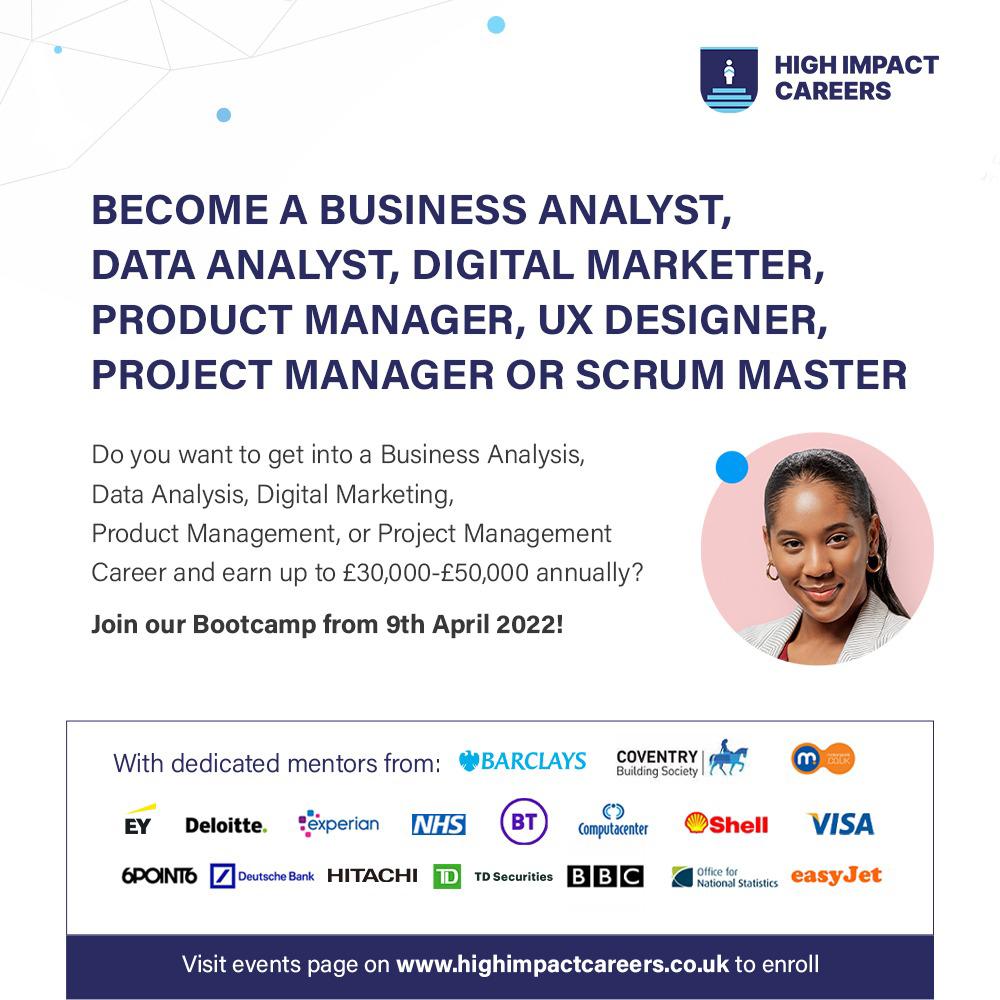 HIGH IMPACT
CAREERS
BECOME A BUSINESS ANALYST,
DATA ANALYST, DIGITAL MARKETER,
PRODUCT MANAGER, UX DESIGNER,
PROJECT MANAGER OR SCRUM MASTER
Do you want to get into a Business Analysis,
Data Analysis, Digital Marketing,
Product Management, or Project Management
Career and earn up to £30,000-£50,000 annually?
Join our Bootcamp from 9th April 2022!
With dedicated mentors from: BARCLAYS COVENTRY
Building Society m
EY Deloitte. experian NHS BT Computacenter Shell VISA
6POINT6 Deutsche Bank HITACHI TD TD Securities BBC Office for
National Statistics easyJet
Visit events page on www.highimpactcareers.co.uk to enroll